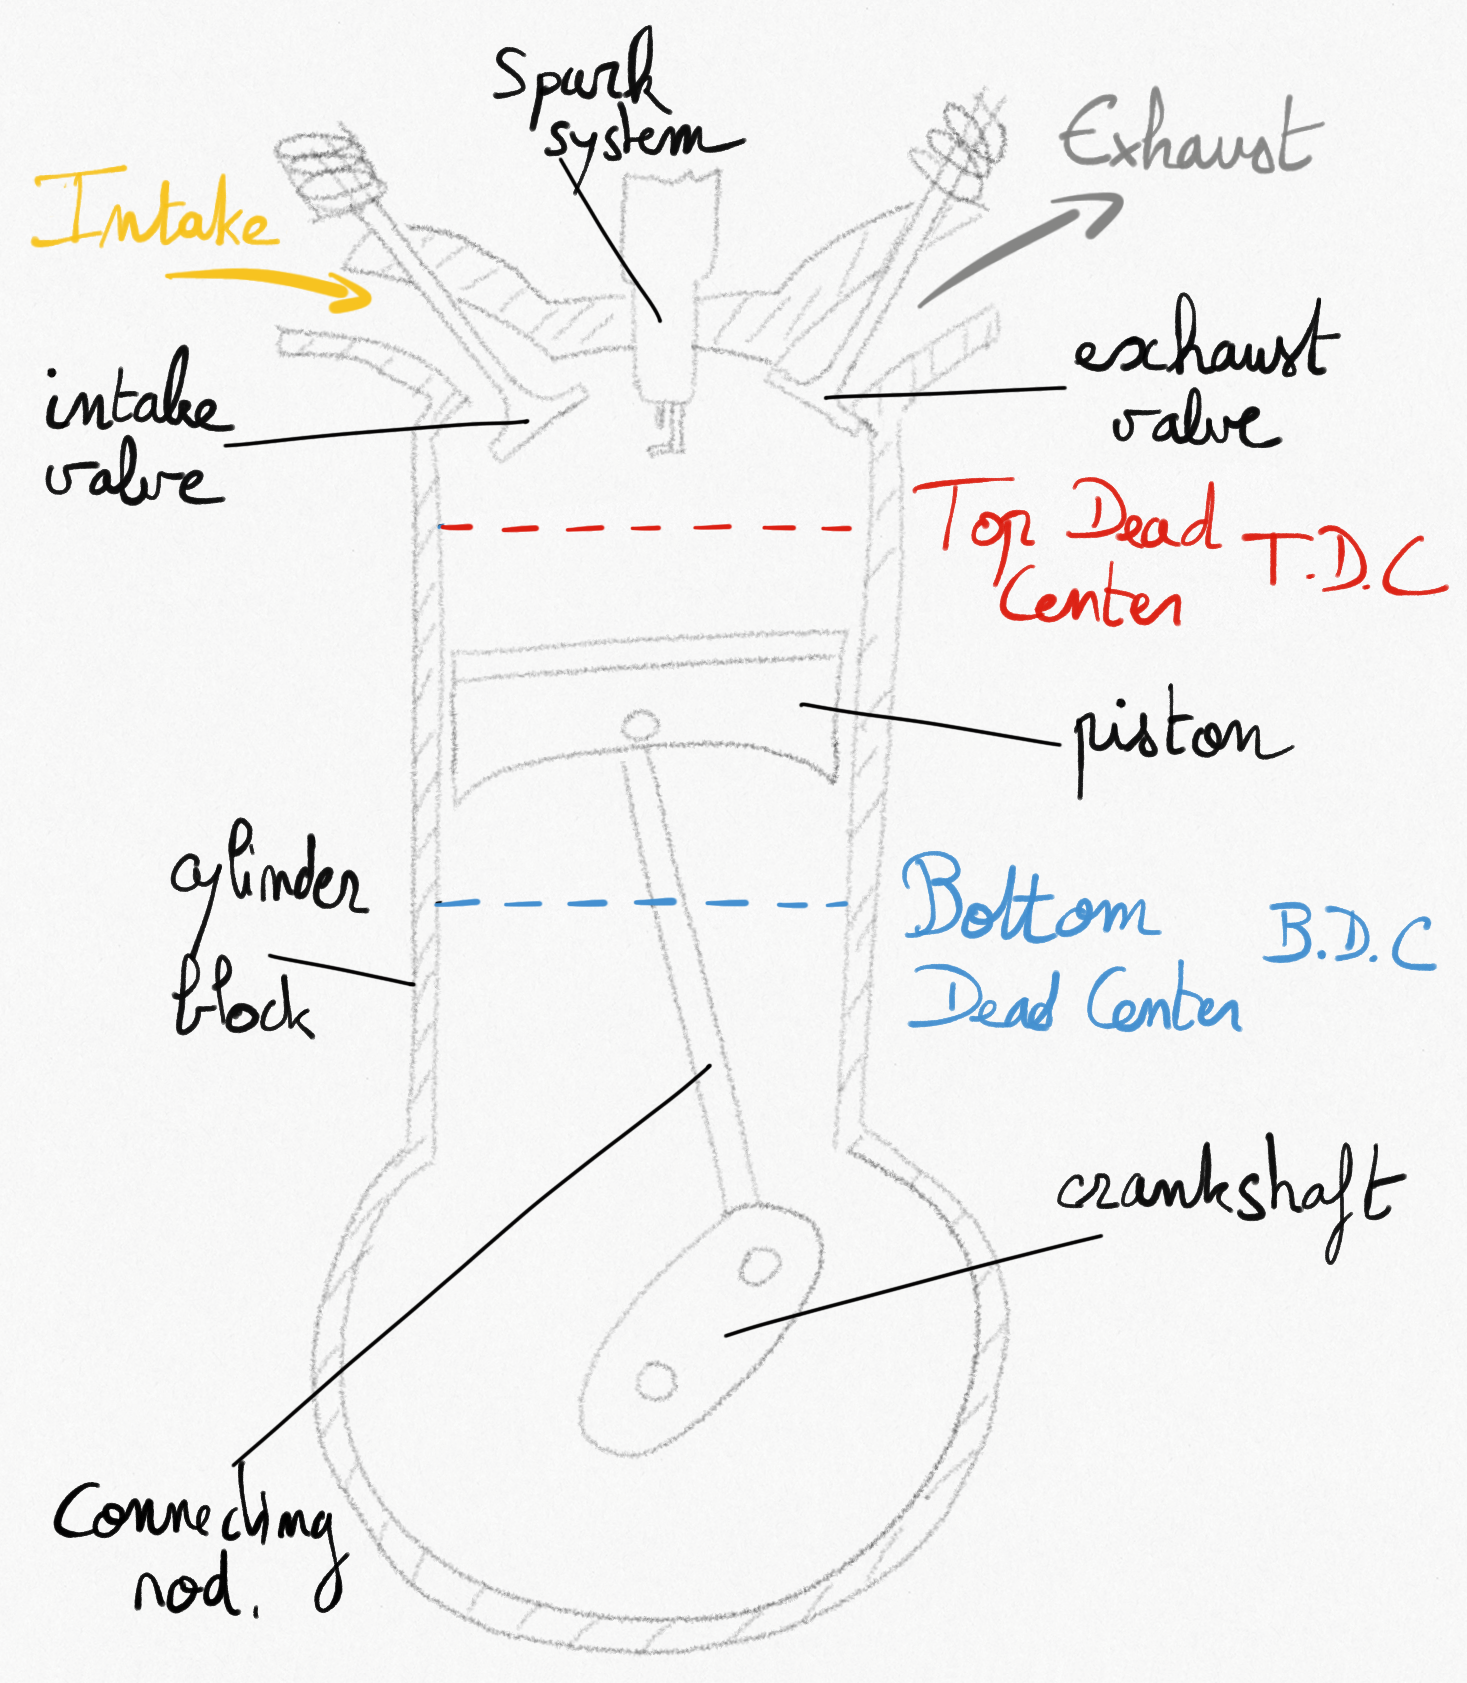 Spark
system
Intake
Exhaust
intake
valve
exhaust
valve
Top Dead
Center
T.D.C
piston
cylinder
block
Bottom
Dead Center
B.D.C
crankshaft
Connecting
rod.